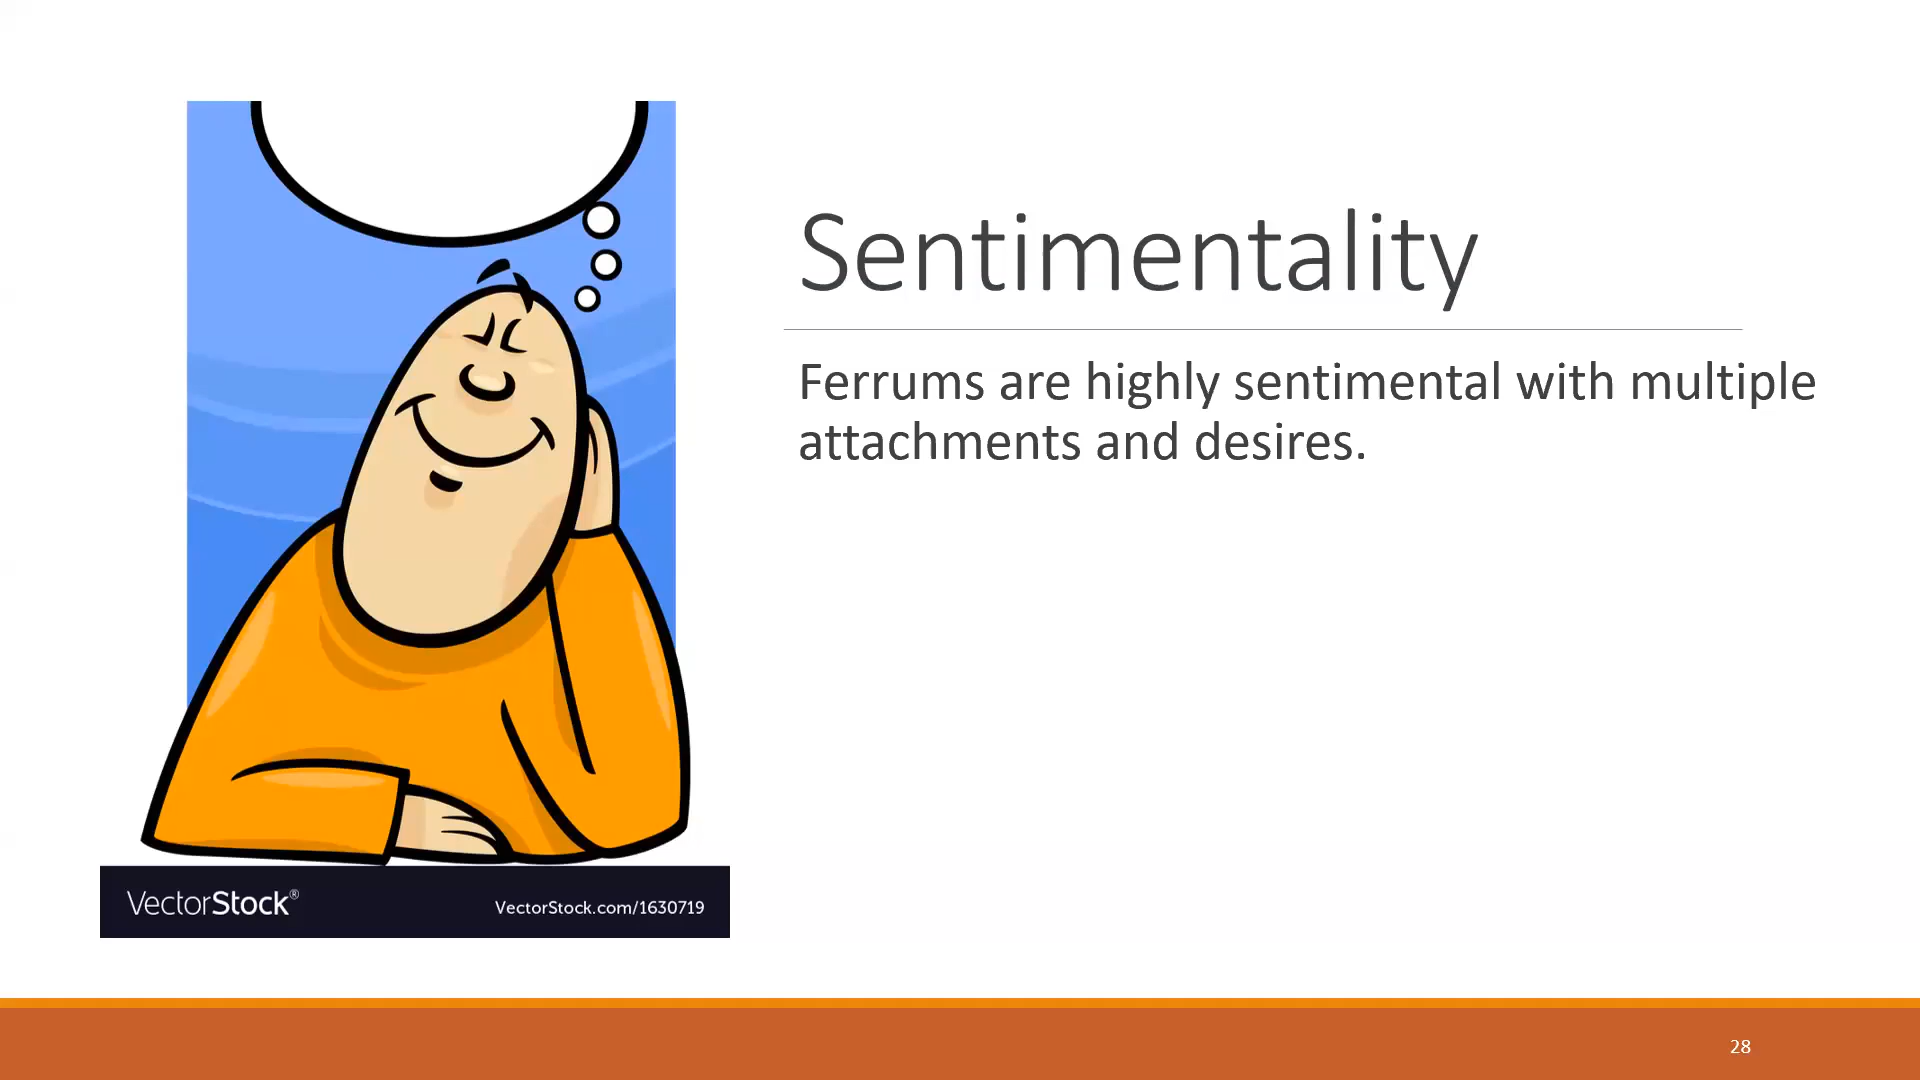 Sentimentality
Ferrums are highly sentimental with multiple
attachments and desires.
VectorStock®
VectorStock.com/1630719
28